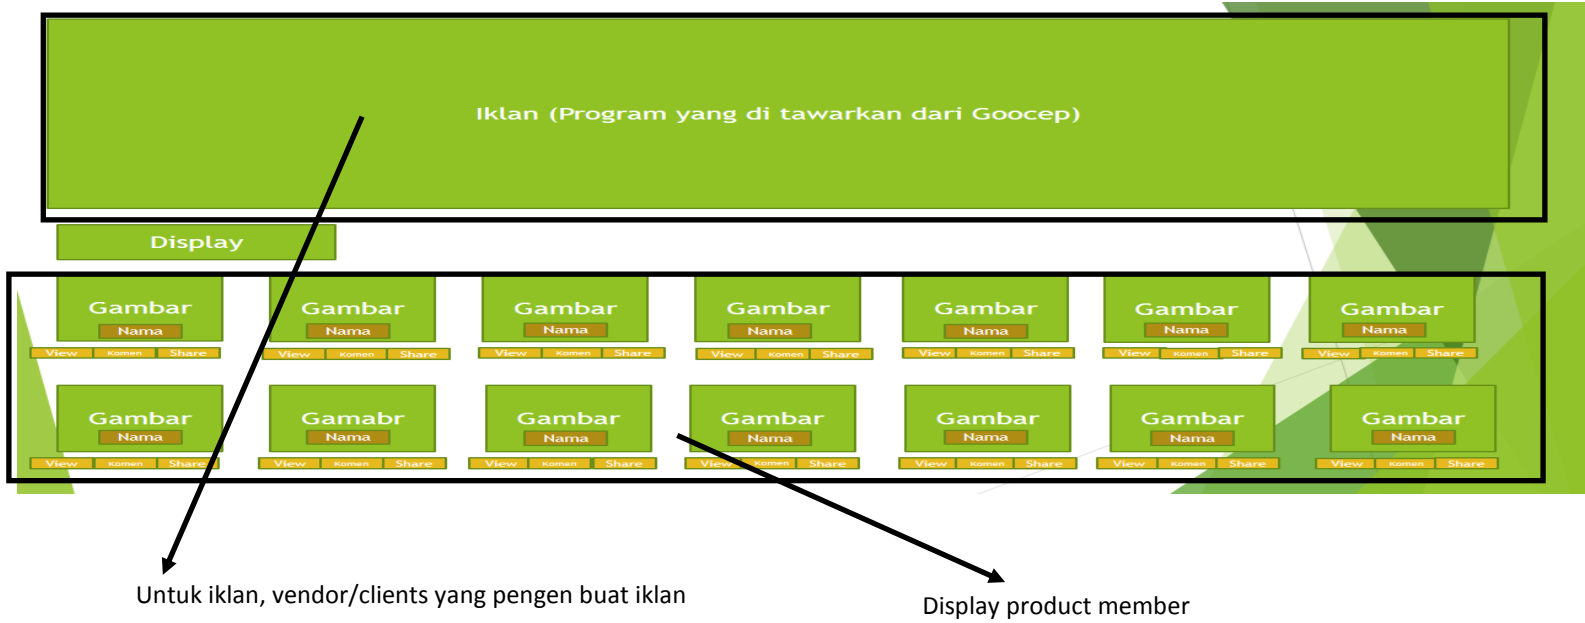 Iklan (Program yang di tawarkan dari Goocep)
Display
Gambar Gambar Gambar Gambar Gambar Gambar Gambar
Nama Nama Nama Nama Nama Nama Nama
View Komen Share View Komen Share View Komen Share View Komen Share View Komen Share View Komen Share View Komen Share
Gambar Gamabr Gambar Gambar Gambar Gambar Gambar
Nama Nama Nama Nama Nama Nama Nama
View Komen Share View Komen Share View Komen Share View Komen Share View Komen Share View Komen Share View Komen Share
Untuk iklan, vendor/clients yang pengen buat iklan
Display product member